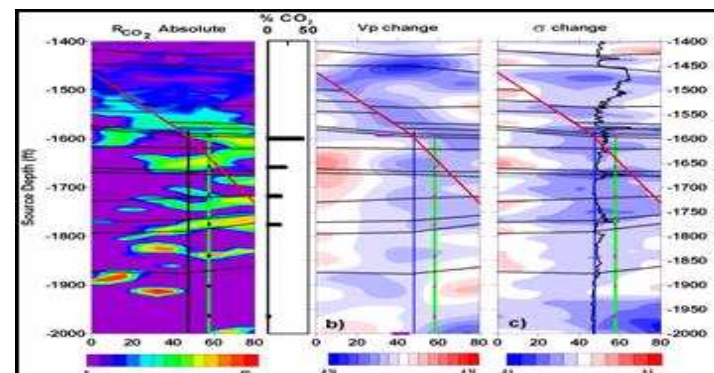 R CO2 Absolute
% CO2
0 50
Vp change
σ change
-1400 -1400
-1500 -1450
-1600 -1500
-1700 -1550
-1800 -1600
-1900 -1650
-2000 -1700
-1750
-1800
-1850
-1900
-1950
-2000
Source Depth (ft)
b)
c)
0 20 40 60 80
0 20 40 60 80
0 20 40 60 80